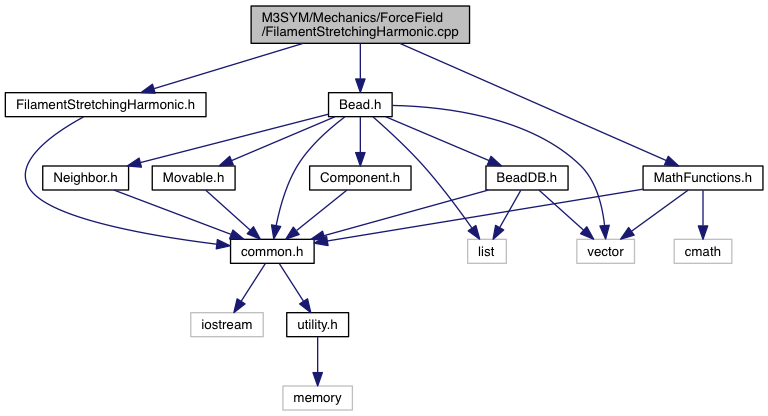 M3SYM/Mechanics/ForceField
/FilamentStretchingHarmonic.cpp
FilamentStretchingHarmonic.h
Bead.h
Neighbor.h
Movable.h
Component.h
BeadDB.h
MathFunctions.h
common.h
list
vector
cmath
iostream
utility.h
memory